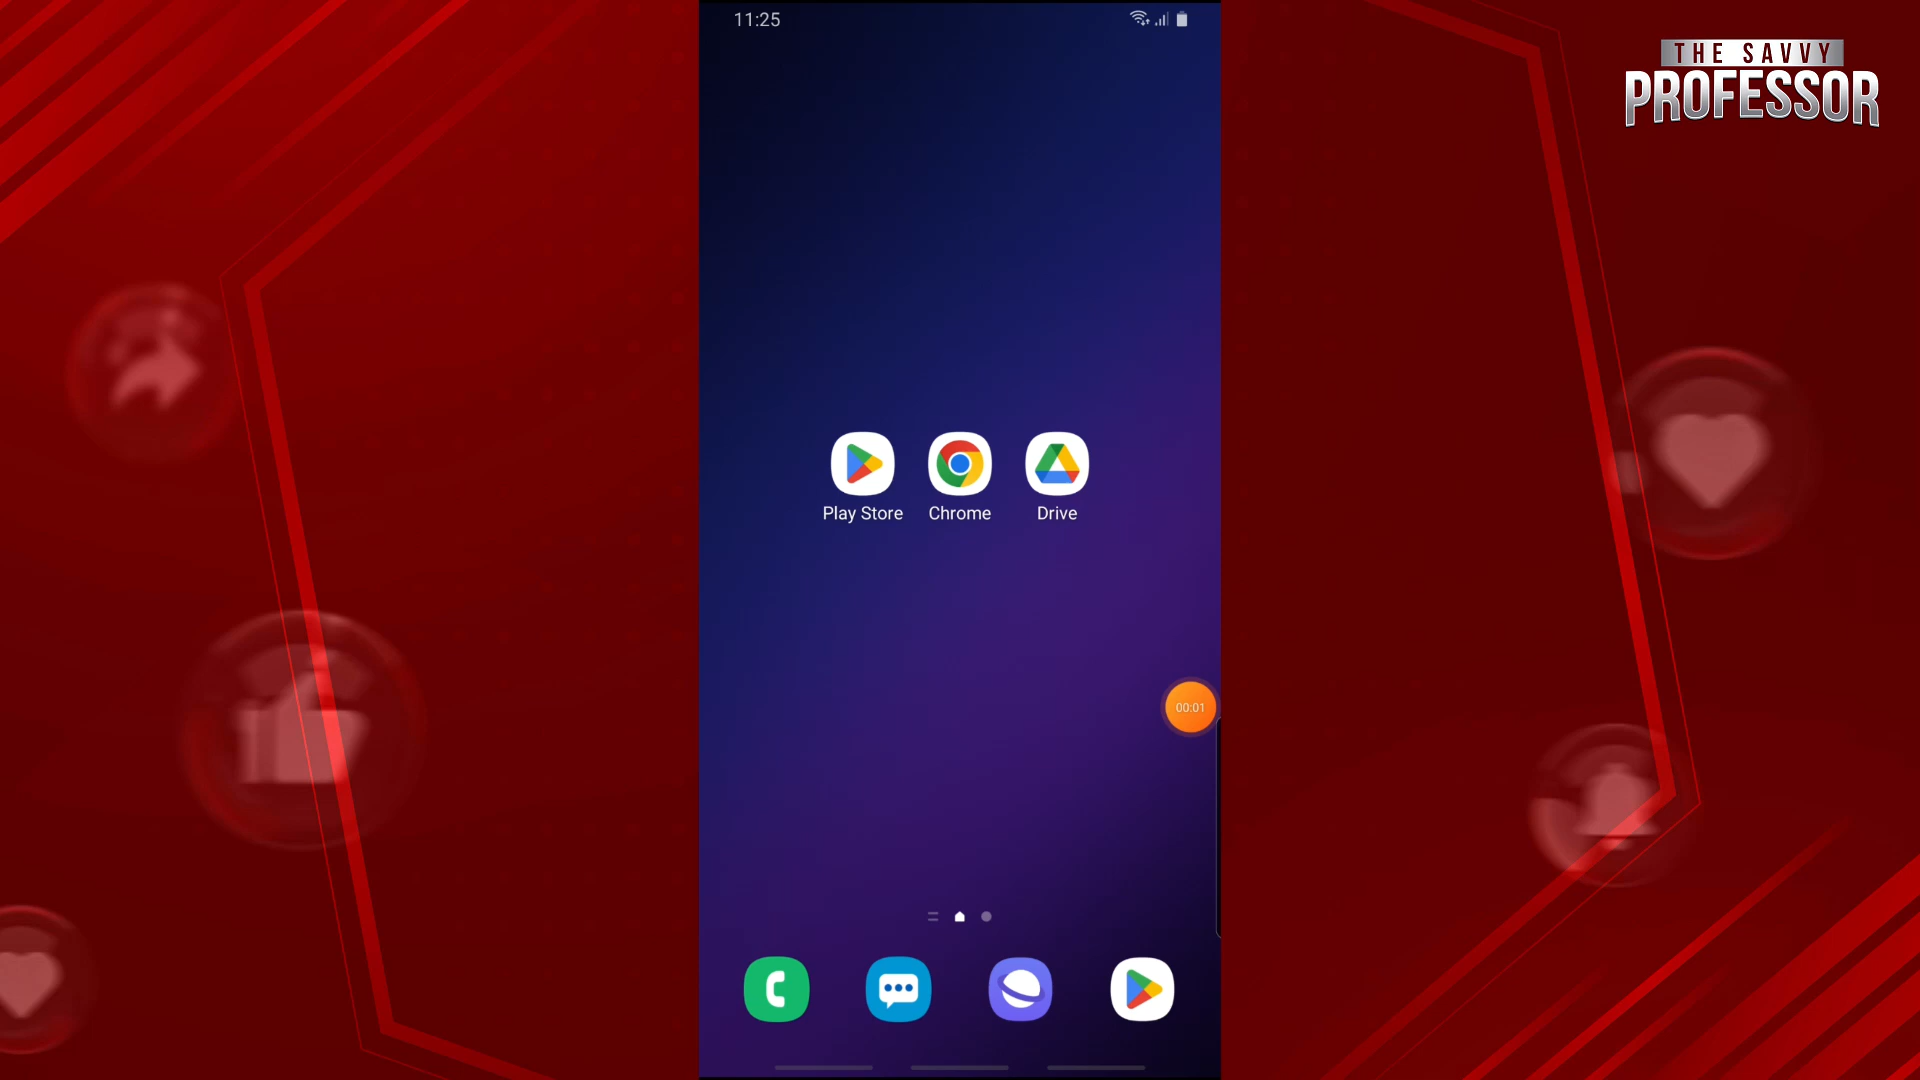 11:25
THE SAVVY
PROFESSOR
Play Store
Chrome
Drive
00:01